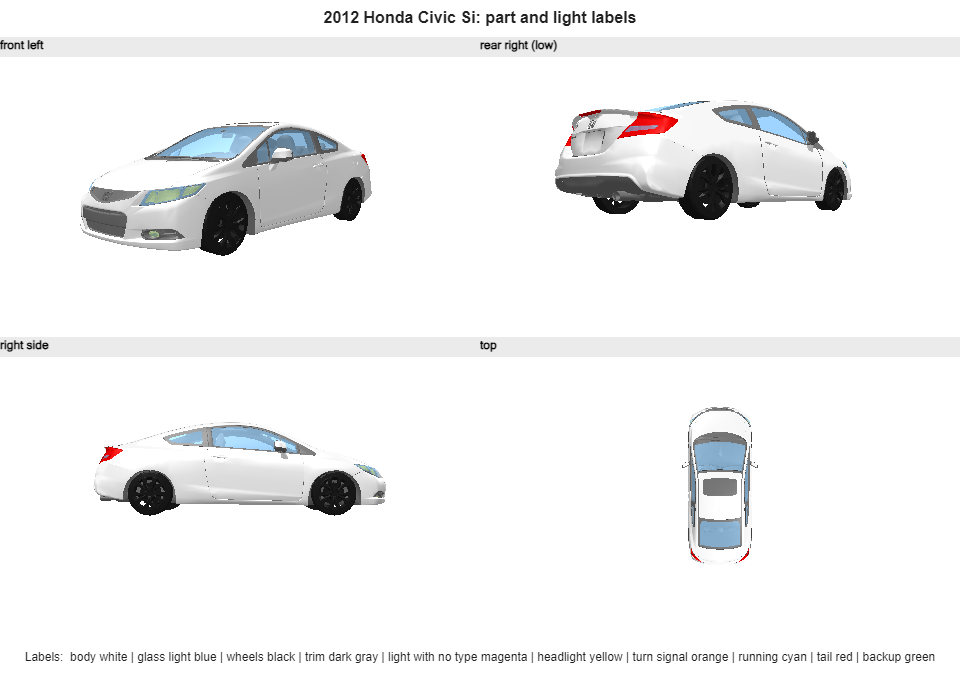 2012 Honda Civic Si: part and light labels
front left
rear right (low)
right side
top
Labels:  body white | glass light blue | wheels black | trim dark gray | light with no type magenta | headlight yellow | turn signal orange | running cyan | tail red | backup green